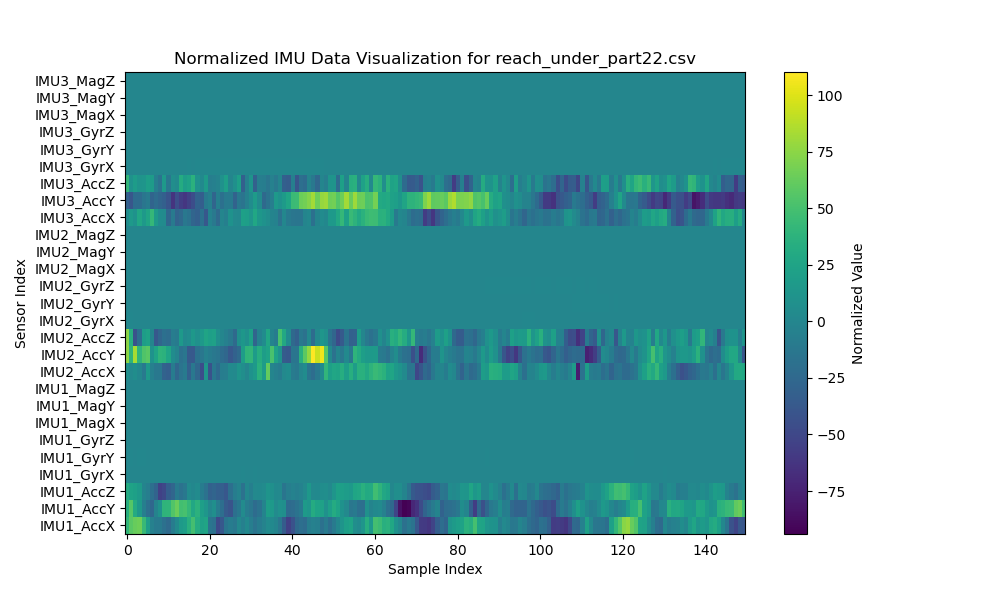 Normalized IMU Data Visualization for reach_under_part22.csv
IMU3_MagZ
IMU3_MagY
IMU3_MagX
IMU3_GyrZ
IMU3_GyrY
IMU3_GyrX
IMU3_AccZ
IMU3_AccY
IMU3_AccX
IMU2_MagZ
IMU2_MagY
IMU2_MagX
IMU2_GyrZ
IMU2_GyrY
IMU2_GyrX
IMU2_AccZ
IMU2_AccY
IMU2_AccX
IMU1_MagZ
IMU1_MagY
IMU1_MagX
IMU1_GyrZ
IMU1_GyrY
IMU1_GyrX
IMU1_AccZ
IMU1_AccY
IMU1_AccX
Sensor Index
0 20 40 60 80 100 120 140
Sample Index
100
75
50
25
0
−25
−50
−75
Normalized Value